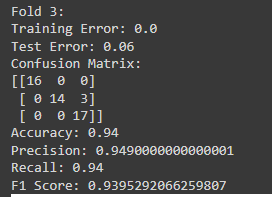 Fold 3:
Training Error: 0.0
Test Error: 0.06
Confusion Matrix:
[[16  0  0]
 [ 0 14  3]
 [ 0  0 17]]
Accuracy: 0.94
Precision: 0.9490000000000001
Recall: 0.94
F1 Score: 0.9395292066259807